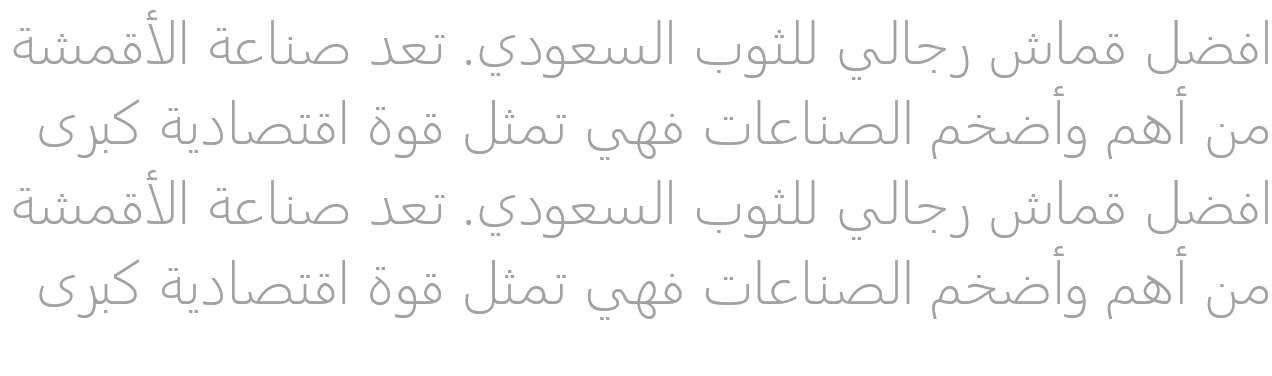 افضل قماش رجالي للثوب السعودي. تعد صناعة الأقمشة
من أهم وأضخم الصناعات فهي تمثل قوة اقتصادية كبرى
افضل قماش رجالي للثوب السعودي. تعد صناعة الأقمشة
من أهم وأضخم الصناعات فهي تمثل قوة اقتصادية كبرى